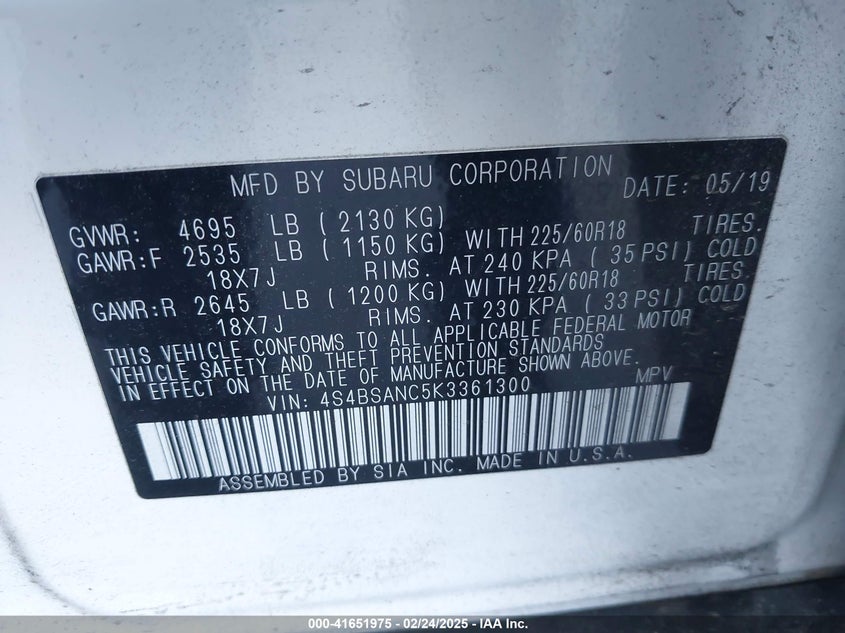 MFD BY SUBARU CORPORATION DATE: 05/19
GVWR: 4695 LB ( 2130 KG)
GAWR:F 2535 LB ( 1150 KG) WITH 225/60R18 TIRES.
18X7J RIMS. AT 240 KPA ( 35 PSI) COLD
GAWR:R 2645 LB ( 1200 KG) WITH 225/60R18 TIRES.
18X7J RIMS. AT 230 KPA ( 33 PSI) COLD
THIS VEHICLE CONFORMS TO ALL APPLICABLE FEDERAL MOTOR
VEHICLE SAFETY AND THEFT PREVENTION STANDARDS
IN EFFECT ON THE DATE OF MANUFACTURE SHOWN ABOVE.
VIN: 4S4BSANC5K3361300 MPV
ASSEMBLED BY SIA INC. MADE IN U.S.A.
000-41651975 - 02/24/2025 - IAA Inc.